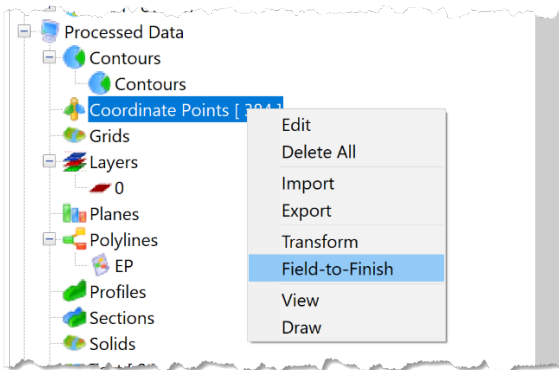 Processed Data
Contours
Contours
Coordinate Points [
Edit
Delete All
Import
Export
Transform
Field-to-Finish
View
Draw
Grids
Layers
0
Planes
Polylines
EP
Profiles
Sections
Solids